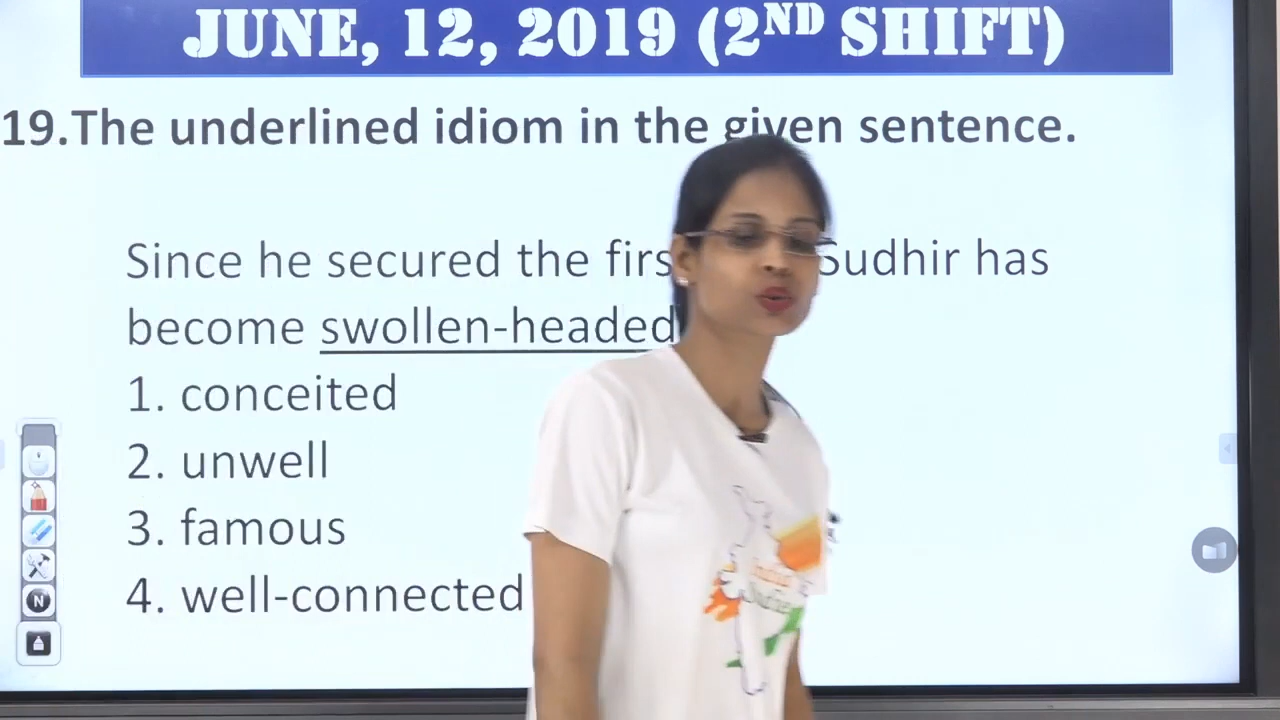 JUNE, 12, 2019 (2ND SHIFT)
19.The underlined idiom in the given sentence.
Since he secured the firs Sudhir has
become swollen-headed
1. conceited
2. unwell
3. famous
4. well-connected
N